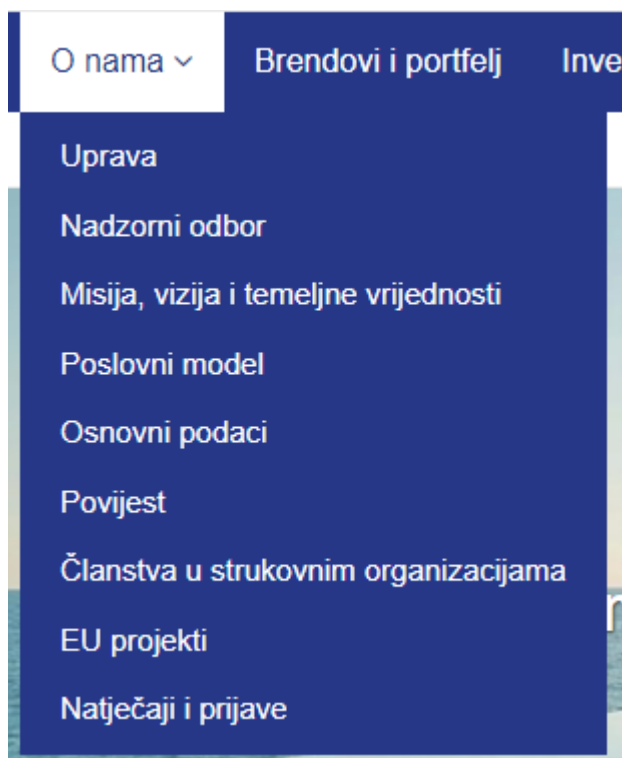 O nama Brendovi i portfelj
Uprava
Nadzorni odbor
Misija, vizija i temeljne vrijednosti
Poslovni model
Osnovni podaci
Povijest
Članstva u strukovnim organizacijama
EU projekti
Natječaji i prijave